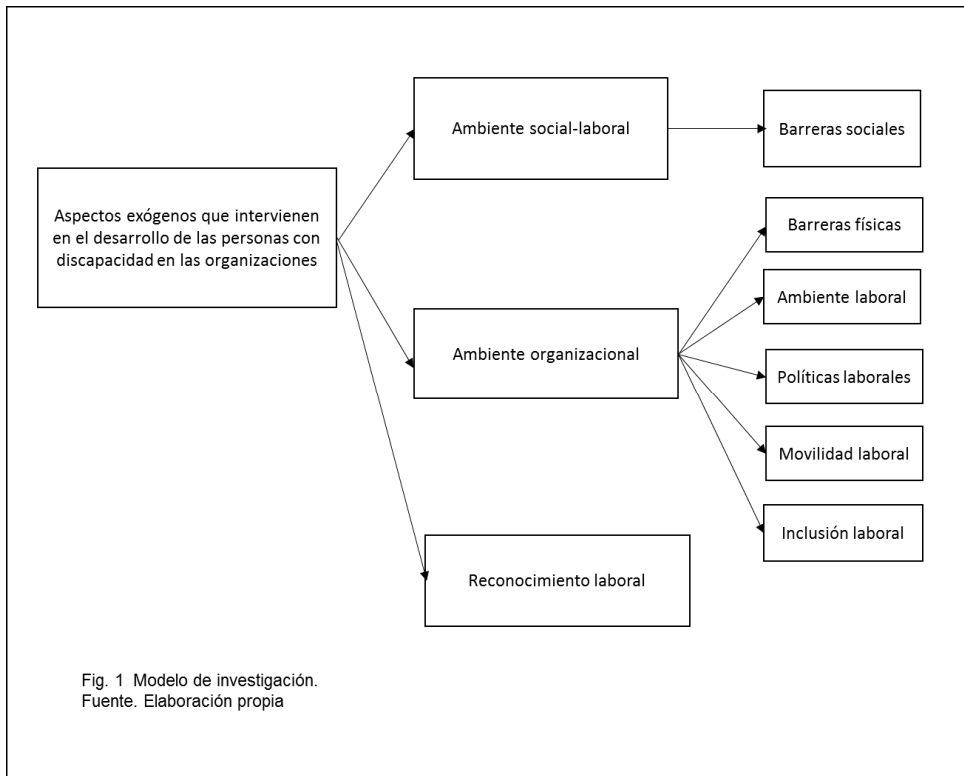 Ambiente social-laboral
Barreras sociales
Aspectos exógenos que intervienen
en el desarrollo de las personas con
discapacidad en las organizaciones
Barreras físicas
Ambiente laboral
Ambiente organizacional
Políticas laborales
Movilidad laboral
Inclusión laboral
Reconocimiento laboral
Fig. 1 Modelo de investigación.
Fuente. Elaboración propia